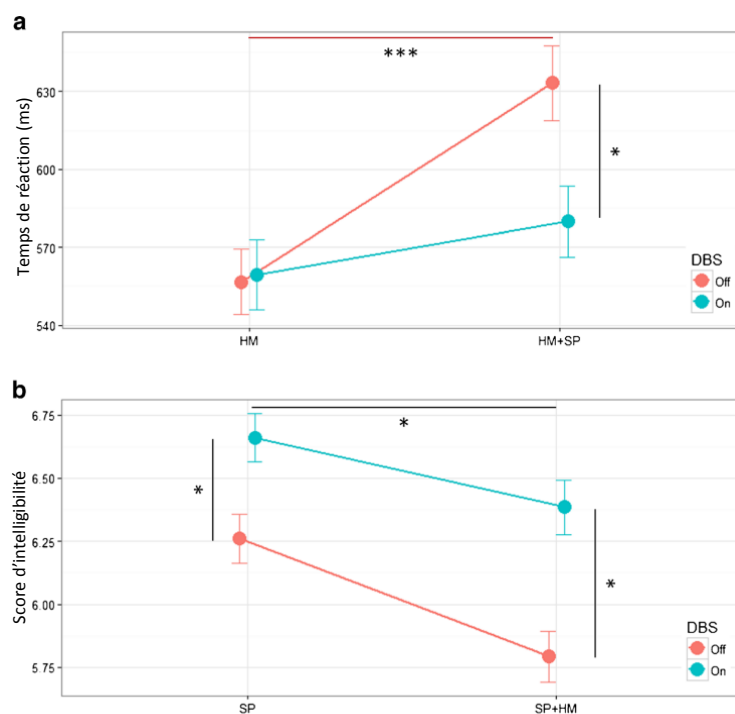 a
Temps de réaction (ms)
630
600
570
540
***
*
DBS
Off
On
HM
HM+SP
b
Score d’intelligibilité
6.75
6.50
6.25
6.00
5.75
*
*
*
DBS
Off
On
SP
SP+HM